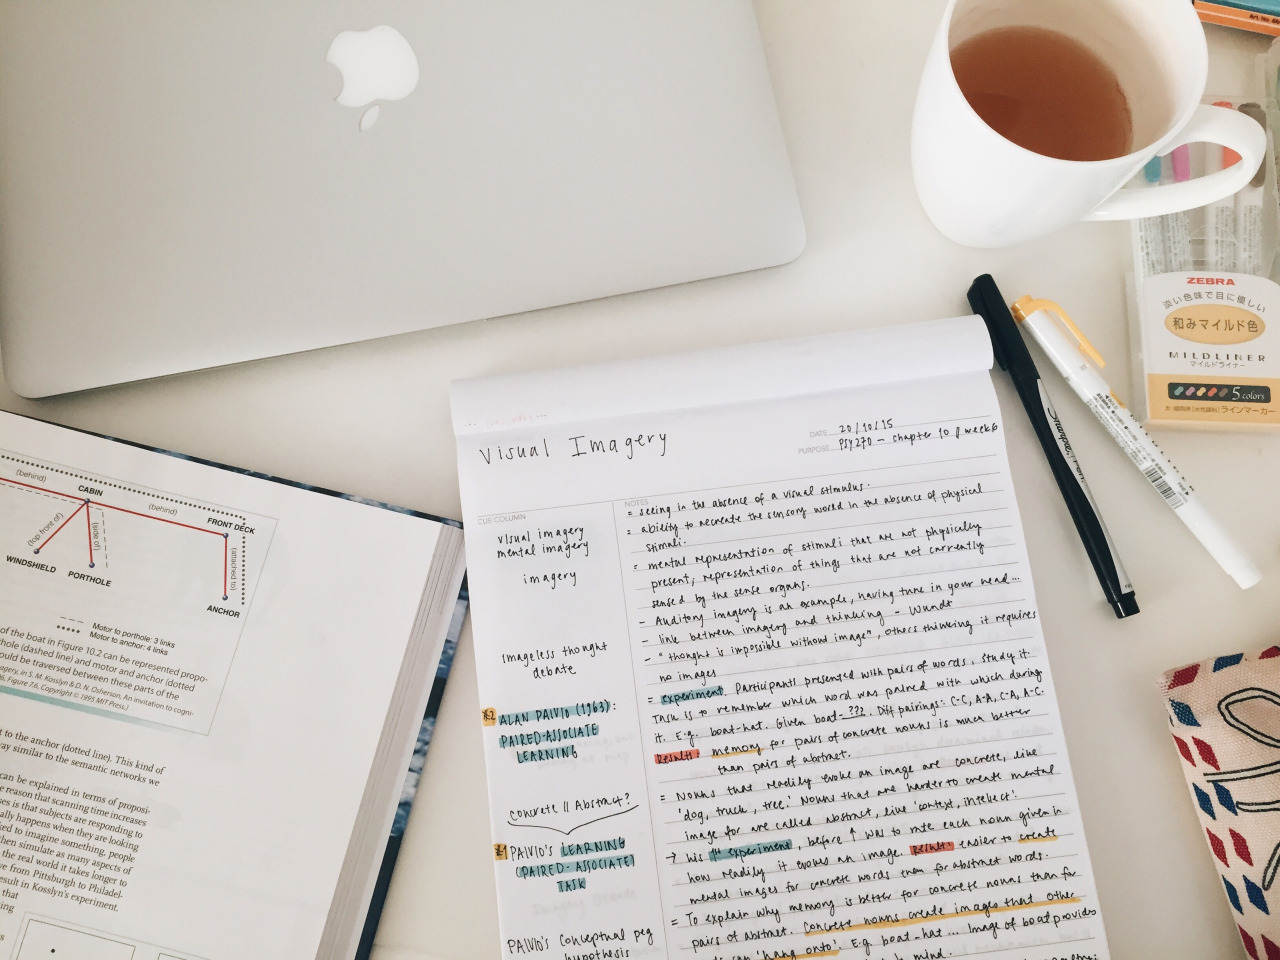 Visual Imagery
DATE 20/10/15
PURPOSE PSY270 - chapter 10 / week 6
CUE COLUMN
visual imagery
mental imagery
imagery
imageless thought
debate
*2 ALAN PAIVIO (1963):
PAIRED-ASSOCIATE
LEARNING
concrete // Abstract?
*1 PAIVIO'S LEARNING
(PAIRED-ASSOCIATE)
TASK
PAIVIO'S conceptual peg
hypothesis
NOTES
= seeing in the absence of a visual stimulus.
= ability to recreate the sensory world in the absence of physical
stimuli.
= mental representation of stimuli that are not physically
present, representation of things that are not currently
sensed by the sense organs.
- Auditory imagery is an example, having tune in your head...
- link between imagery and thinking - Wundt
- "thought is impossible without image", others thinking it requires
no images
= experiment. Participants presented with pairs of words, study it.
Task is to remember which word was paired with which during
it. E.g. boat-hat. Given boat-???. Diff pairings: C-C, A-A, C-A, A-C.
Results: memory for pairs of concrete nouns is much better
than pairs of abstract.
= Nouns that readily evoke an image are concrete, like
'dog, truck, tree.' Nouns that are harder to create mental
image for are called abstract, like 'context, intellect'.
→ his 1st experiment, before ↑ was to rate each noun given in
how readily it evokes an image. Result: easier to create
mental images for concrete words than for abstract words.
= To explain why memory is better for concrete nouns than for
pairs of abstract. Concrete nouns create images that other
can 'hang onto'. E.g. boat-hat... Image of boat provides
mind.
(behind)
CABIN
(behind)
FRONT DECK
(top front of)
(side of)
(attached to)
WINDSHIELD
PORTHOLE
ANCHOR
Motor to porthole: 3 links
Motor to anchor: 4 links
of the boat in Figure 10.2 can be represented propo-
hole (dashed line) and motor and anchor (dotted
ould be traversed between these parts of the
agery, in S. M. Kosslyn & D. N. Osherson, An invitation to cogni-
6, Figure 7.6, Copyright © 1995 MIT Press.)
t to the anchor (dotted line). This kind of
ay similar to the semantic networks we
can be explained in terms of proposi-
e reason that scanning time increases
ses is that subjects are responding to
ally happens when they are looking
ked to imagine something, people
then simulate as many aspects of
the real world it takes longer to
ve from Pittsburgh to Philadel-
esult in Kosslyn's experiment.
that
ing
ZEBRA
淡い色味で目に優しい
和みマイルド色
MILDLINER
マイルドライナー
5 colors
ラインマーカー
Sharpie